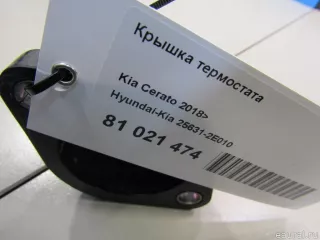 Крышка термостата
Kia Cerato 2018>
Hyundai-Kia 25631-2E010
81 021 474